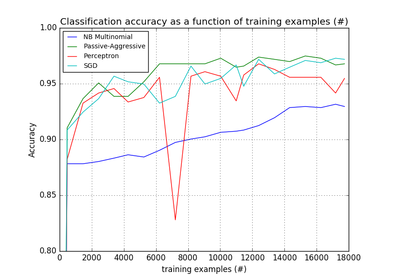 Classification accuracy as a function of training examples (#)
1.00
NB Multinomial
Passive-Aggressive
Perceptron
SGD
0.95
Accuracy
0.90
0.85
0.80
0 2000 4000 6000 8000 10000 12000 14000 16000 18000
training examples (#)